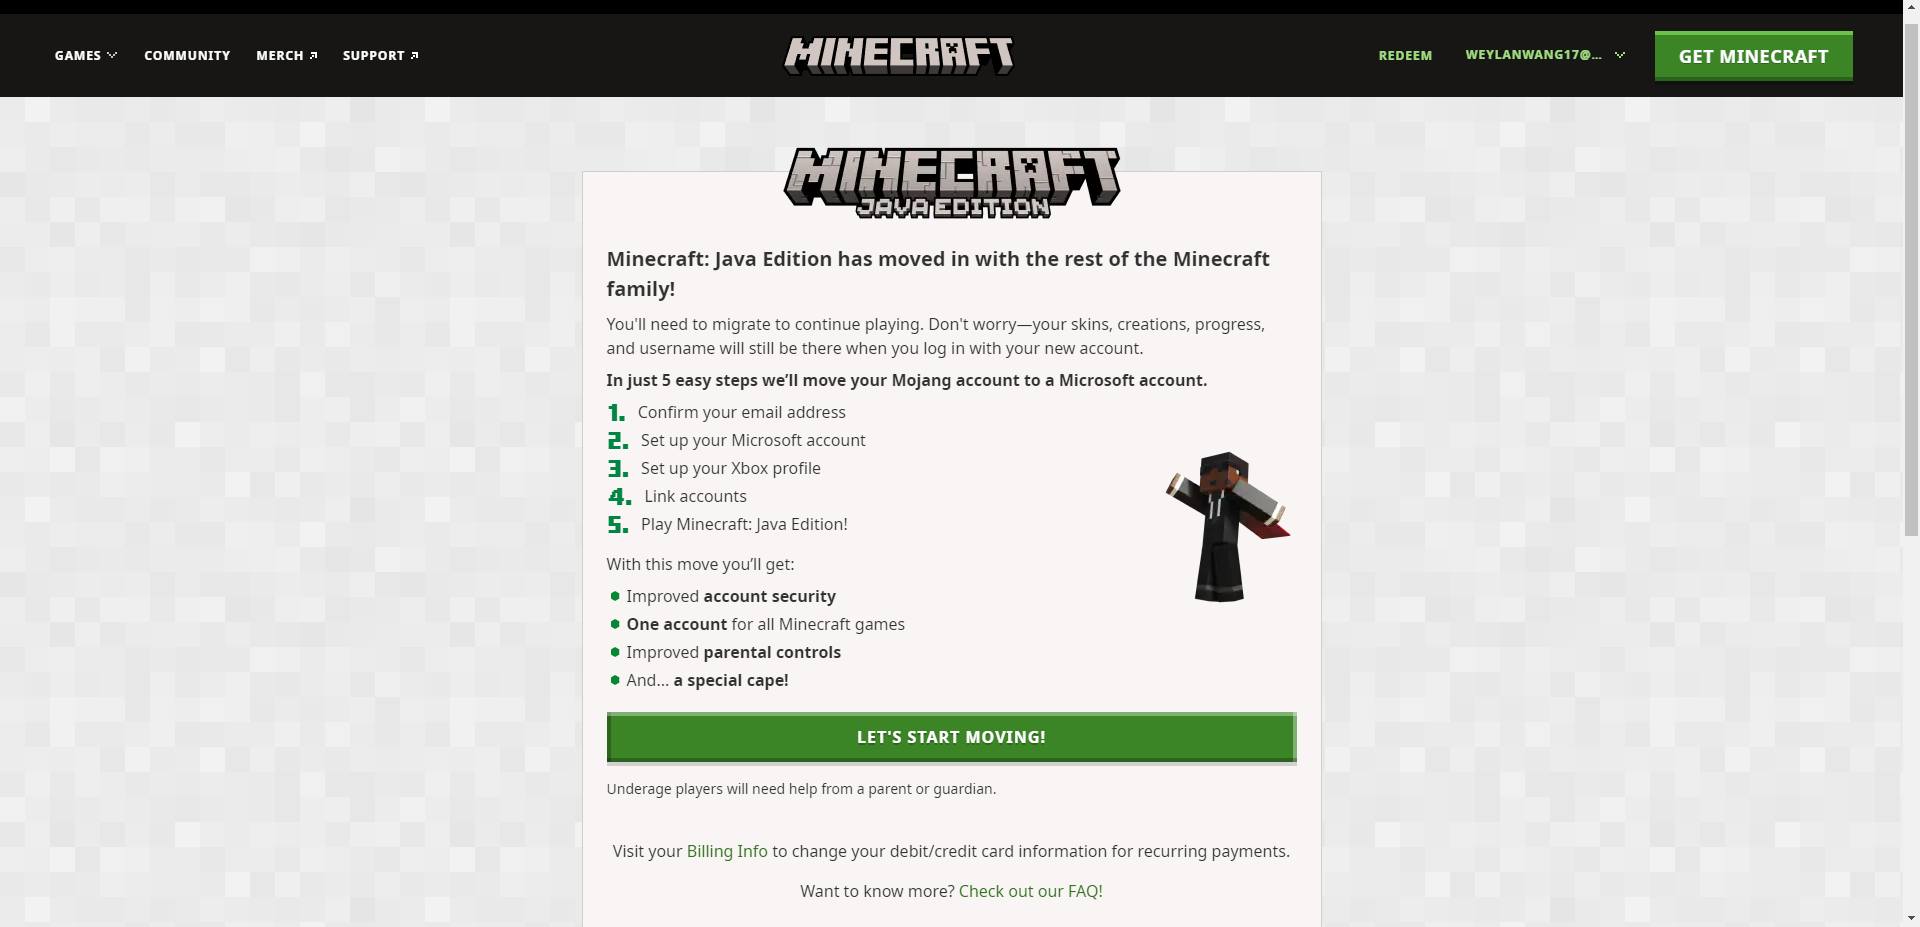 GAMES
COMMUNITY
MERCH
SUPPORT
MINECRAFT
REDEEM
WEYLANWANG17@...
GET MINECRAFT
MINECRAFT
JAVA EDITION
Minecraft: Java Edition has moved in with the rest of the Minecraft
family!
You'll need to migrate to continue playing. Don't worry—your skins, creations, progress,
and username will still be there when you log in with your new account.
In just 5 easy steps we’ll move your Mojang account to a Microsoft account.
1. Confirm your email address
2. Set up your Microsoft account
3. Set up your Xbox profile
4. Link accounts
5. Play Minecraft: Java Edition!
With this move you’ll get:
Improved account security
One account for all Minecraft games
Improved parental controls
And... a special cape!
LET'S START MOVING!
Underage players will need help from a parent or guardian.
Visit your Billing Info to change your debit/credit card information for recurring payments.
Want to know more? Check out our FAQ!